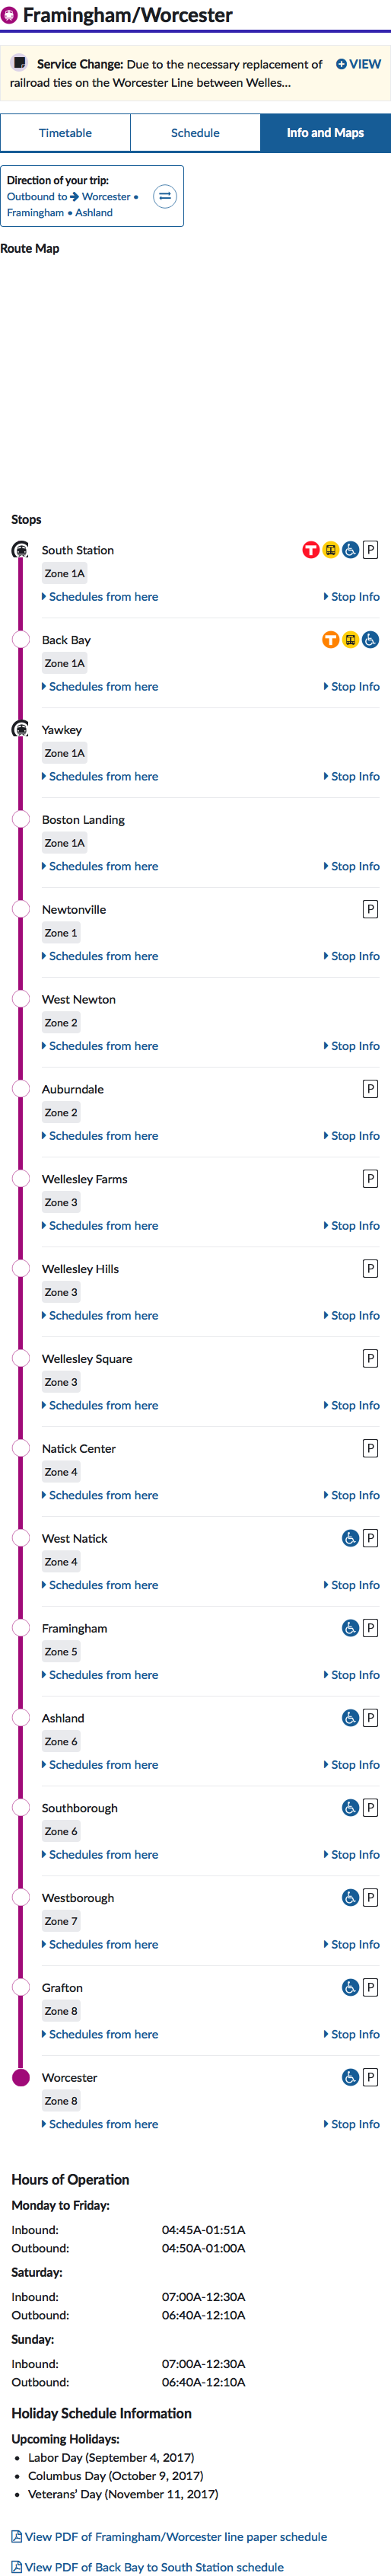 Framingham/Worcester
Service Change: Due to the necessary replacement of
railroad ties on the Worcester Line between Welles...
VIEW
Timetable
Schedule
Info and Maps
Direction of your trip:
Outbound to → Worcester •
Framingham • Ashland
Route Map
Stops
South Station
T
P
Zone 1A
Schedules from here
Stop Info
Back Bay
T
Zone 1A
Schedules from here
Stop Info
Yawkey
Zone 1A
Schedules from here
Stop Info
Boston Landing
Zone 1A
Schedules from here
Stop Info
Newtonville
P
Zone 1
Schedules from here
Stop Info
West Newton
Zone 2
Schedules from here
Stop Info
Auburndale
P
Zone 2
Schedules from here
Stop Info
Wellesley Farms
P
Zone 3
Schedules from here
Stop Info
Wellesley Hills
P
Zone 3
Schedules from here
Stop Info
Wellesley Square
P
Zone 3
Schedules from here
Stop Info
Natick Center
P
Zone 4
Schedules from here
Stop Info
West Natick
P
Zone 4
Schedules from here
Stop Info
Framingham
P
Zone 5
Schedules from here
Stop Info
Ashland
P
Zone 6
Schedules from here
Stop Info
Southborough
P
Zone 6
Schedules from here
Stop Info
Westborough
P
Zone 7
Schedules from here
Stop Info
Grafton
P
Zone 8
Schedules from here
Stop Info
Worcester
P
Zone 8
Schedules from here
Stop Info
Hours of Operation
Monday to Friday:
Inbound: 04:45A-01:51A
Outbound: 04:50A-01:00A
Saturday:
Inbound: 07:00A-12:30A
Outbound: 06:40A-12:10A
Sunday:
Inbound: 07:00A-12:30A
Outbound: 06:40A-12:10A
Holiday Schedule Information
Upcoming Holidays:
• Labor Day (September 4, 2017)
• Columbus Day (October 9, 2017)
• Veterans’ Day (November 11, 2017)
View PDF of Framingham/Worcester line paper schedule
View PDF of Back Bay to South Station schedule